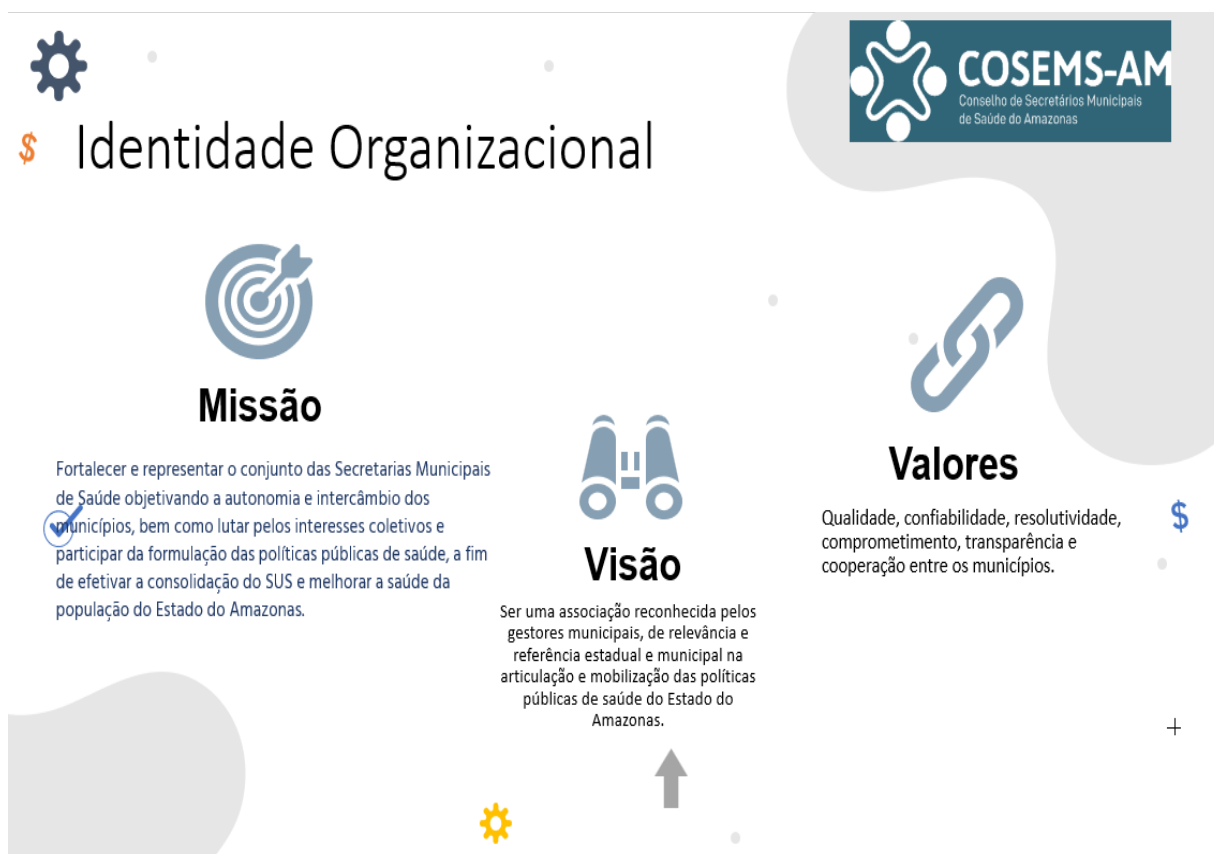 COSEMS-AM
Conselho de Secretários Municipais
de Saúde do Amazonas
$ Identidade Organizacional
Missão
Fortalecer e representar o conjunto das Secretarias Municipais
de Saúde objetivando a autonomia e intercâmbio dos
municípios, bem como lutar pelos interesses coletivos e
participar da formulação das políticas públicas de saúde, a fim
de efetivar a consolidação do SUS e melhorar a saúde da
população do Estado do Amazonas.
Visão
Ser uma associação reconhecida pelos
gestores municipais, de relevância e
referência estadual e municipal na
articulação e mobilização das políticas
públicas de saúde do Estado do
Amazonas.
Valores
Qualidade, confiabilidade, resolutividade,
comprometimento, transparência e
cooperação entre os municípios.
$